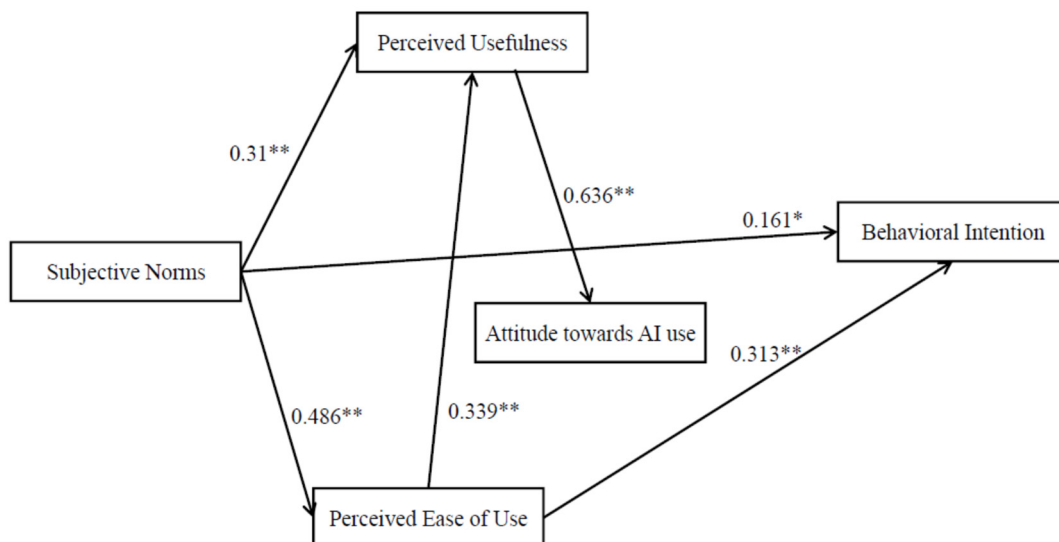 Perceived Usefulness
0.31**
0.636**
0.161*
Behavioral Intention
Subjective Norms
Attitude towards AI use
0.313**
0.486**
0.339**
Perceived Ease of Use